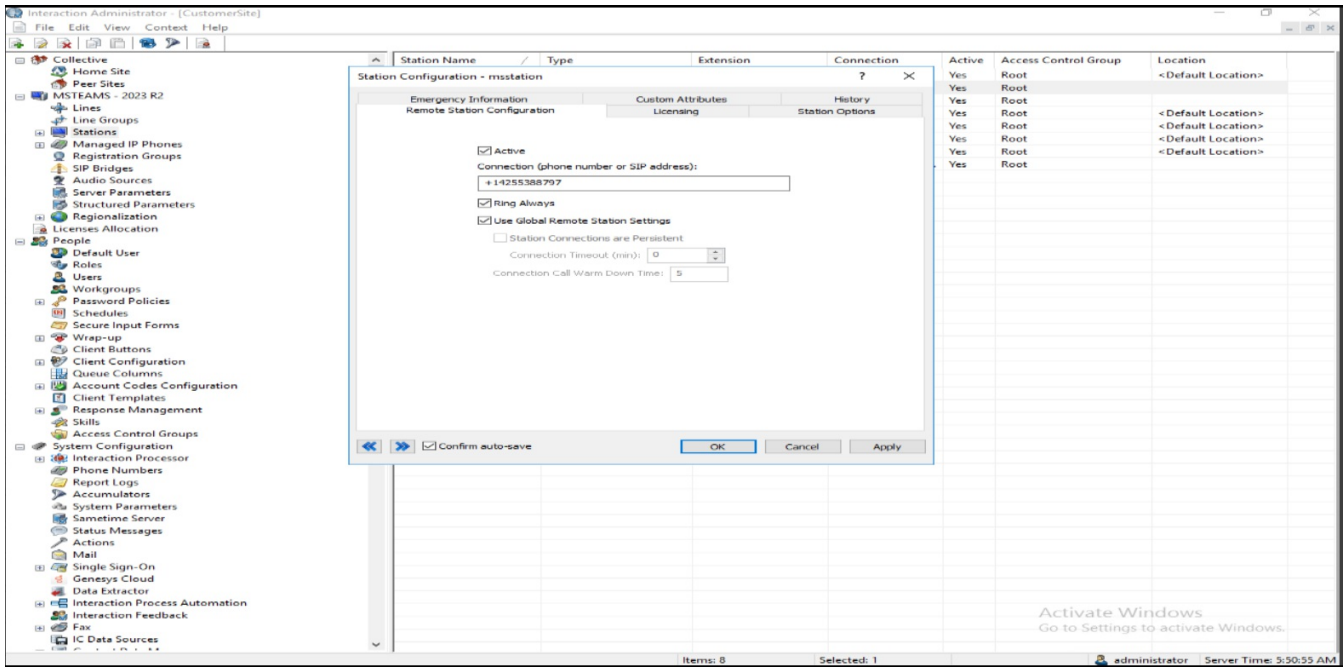 Interaction Administrator - [CustomerSite]
File Edit View Context Help
Collective
Home Site
Peer Sites
MSTEAMS - 2023 R2
Lines
Line Groups
Stations
Managed IP Phones
Registration Groups
SIP Bridges
Audio Sources
Server Parameters
Structured Parameters
Regionalization
Licenses Allocation
People
Default User
Roles
Users
Workgroups
Password Policies
Schedules
Secure Input Forms
Wrap-up
Client Buttons
Client Configuration
Queue Columns
Account Codes Configuration
Client Templates
Response Management
Skills
Access Control Groups
System Configuration
Interaction Processor
Phone Numbers
Report Logs
Accumulators
System Parameters
Sametime Server
Status Messages
Actions
Mail
Single Sign-On
Genesys Cloud
Data Extractor
Interaction Process Automation
Interaction Feedback
Fax
IC Data Sources
Station Name Type Extension Connection Active Access Control Group Location
Yes Root <Default Location>
Yes Root
Yes Root
Yes Root <Default Location>
Yes Root <Default Location>
Yes Root <Default Location>
Yes Root <Default Location>
Yes Root
Station Configuration - msstation
Emergency Information Custom Attributes History
Remote Station Configuration Licensing Station Options
Active
Connection (phone number or SIP address):
+14255388797
Ring Always
Use Global Remote Station Settings
Station Connections are Persistent
Connection Timeout (min): 0
Connection Call Warm Down Time: 5
Confirm auto-save OK Cancel Apply
Activate Windows
Go to Settings to activate Windows.
Items: 8 Selected: 1 administrator Server Time: 5:50:55 AM